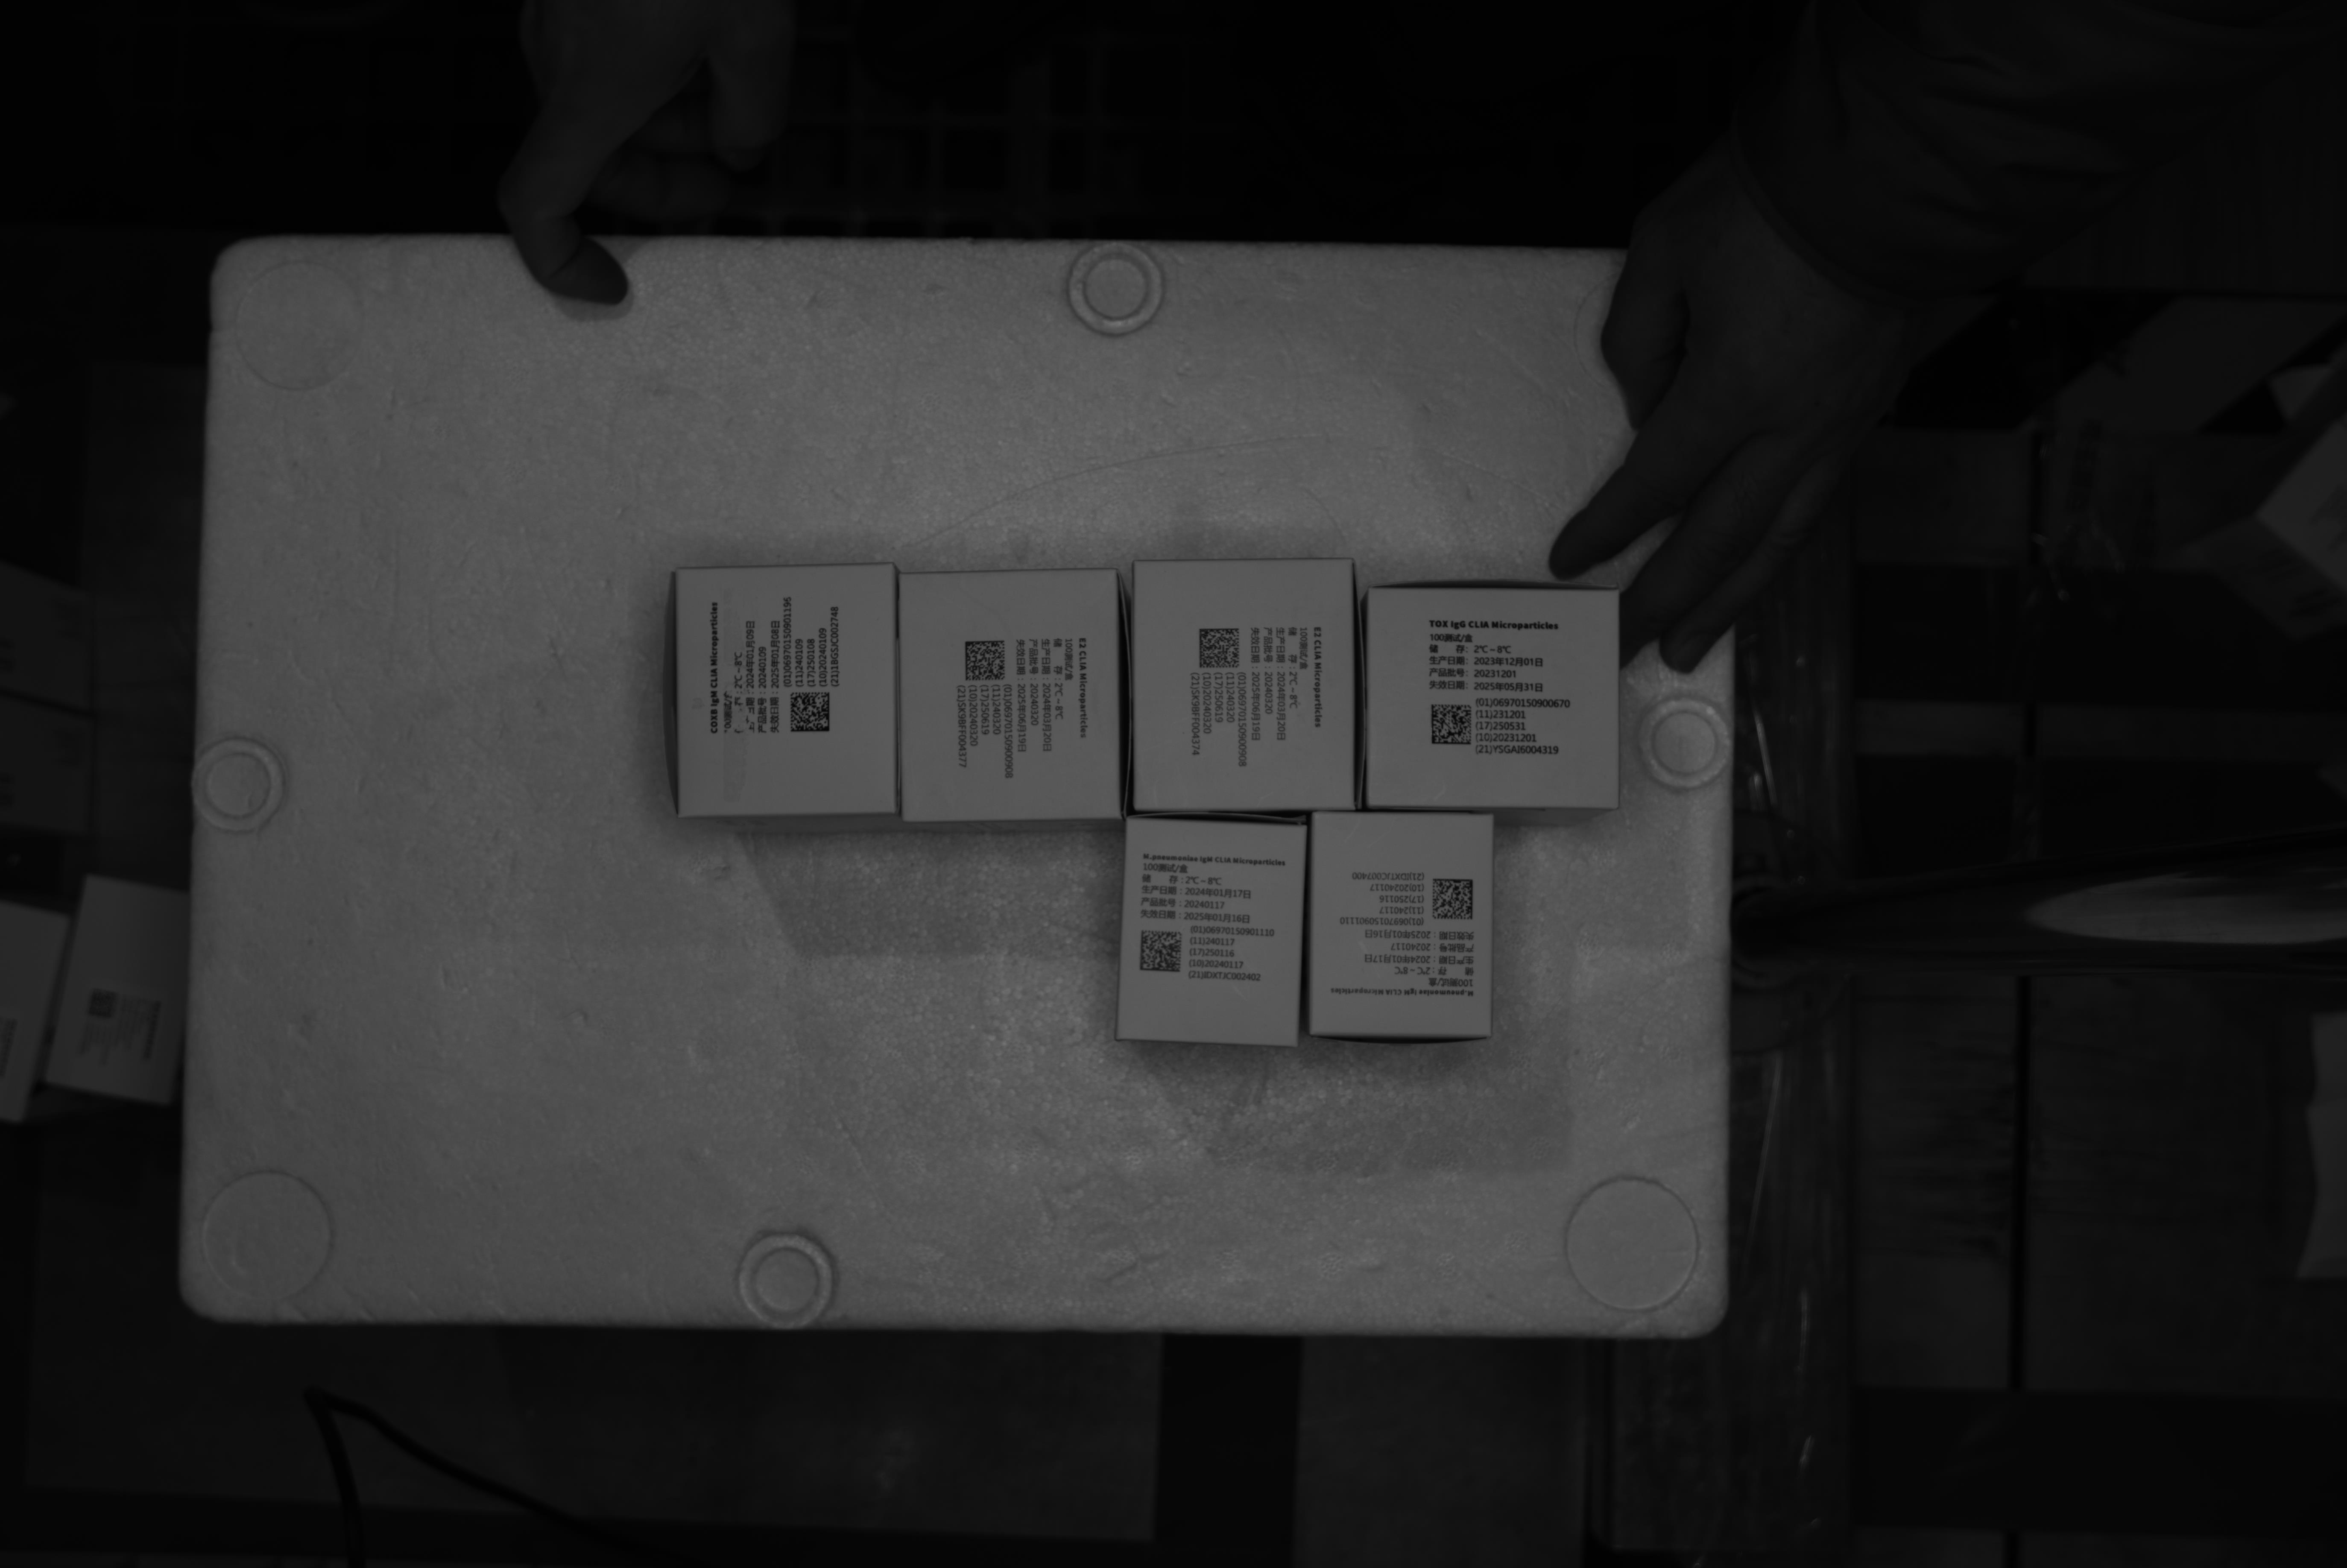 COXB IgM CLIA Microparticles
2℃~8℃
2024年01月09日
产品批号：20240109
失效日期：2025年01月08日
(01)06970150901196
(11)240109
(17)250108
(10)20240109
(21)1BGSJC002748
E2 CLIA Microparticles
100测试/盒
储 存：2℃~8℃
生产日期：2024年03月20日
产品批号：20240320
失效日期：2025年06月19日
(01)06970150900908
(11)240320
(17)250619
(10)20240320
(21)SK9BFF004377
E2 CLIA Microparticles
100测试/盒
储 存：2℃~8℃
生产日期：2024年03月20日
产品批号：20240320
失效日期：2025年06月19日
(01)06970150900908
(11)240320
(17)250619
(10)20240320
(21)SK9BFF004374
TOX IgG CLIA Microparticles
100测试/盒
储 存：2℃~8℃
生产日期：2023年12月01日
产品批号：20231201
失效日期：2025年05月31日
(01)06970150900670
(11)231201
(17)250531
(10)20231201
(21)YSGAI6004319
M.pneumoniae IgM CLIA Microparticles
100测试/盒
储 存：2℃~8℃
生产日期：2024年01月17日
产品批号：20240117
失效日期：2025年01月16日
(01)06970150901110
(11)240117
(17)250116
(10)20240117
(21)IDXTJC002402
M.pneumoniae IgM CLIA Microparticles
100测试/盒
储 存：2℃~8℃
生产日期：2024年01月17日
产品批号：20240117
失效日期：2025年01月16日
(01)06970150901110
(11)240117
(17)250116
(10)20240117
(21)IDXTJC007400